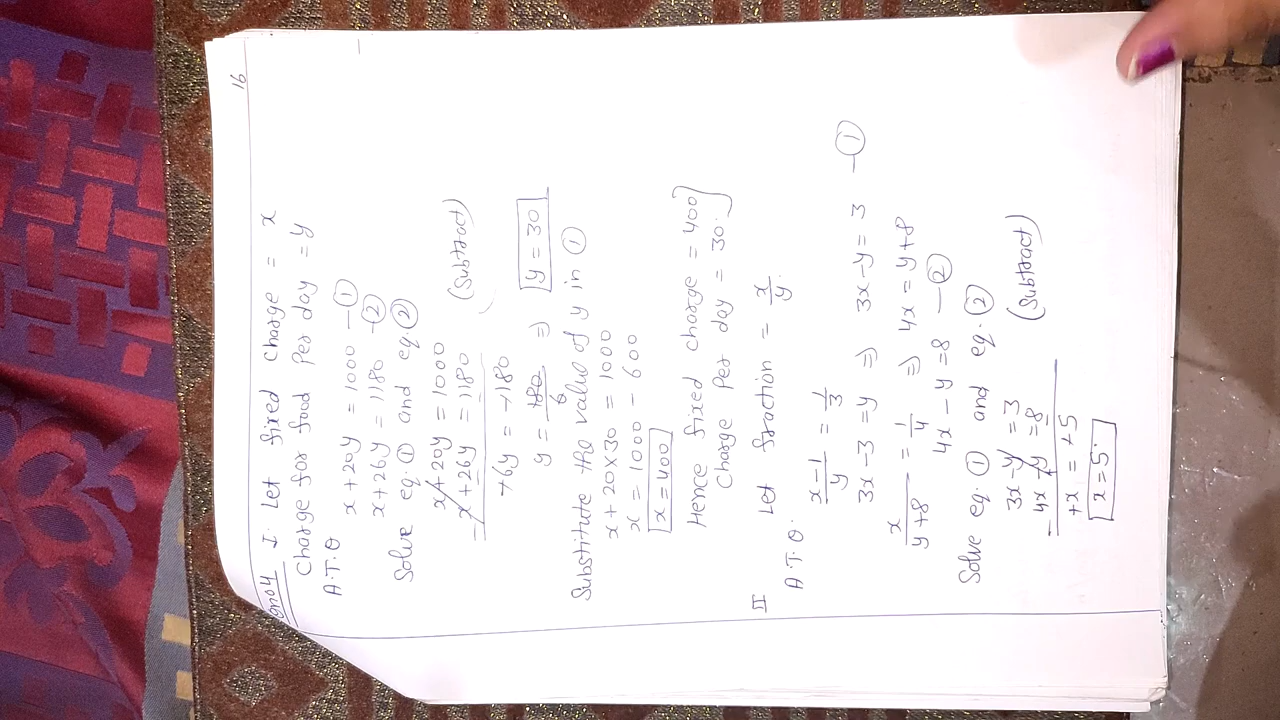 16
Qno4 I. Let fixed charge = x
Charge for food Per day = y
A.T.Q
x+20y = 1000 —①
x+26y = 1180 —②
Solve eq. ① and eq. ②
x+20y = 1000
-x+26y = 1180 (Subtract)
+6y = -180
y = 180/6 ⇒ y = 30
Substitute the value of y in ①
x+20×30 = 1000
x = 1000 - 600
x = 400
Hence fixed charge = 400
Charge Per day = 30.
II Let fraction = x/y.
A.T.Q.
x-1/y = 1/3
3x-3 = y ⇒ 3x-y = 3 —①
x/y+8 = 1/4 ⇒ 4x = y+8
4x-y = 8 —②
Solve eq. ① and eq. ②
3x-y = 3
-4x-y = 8 (Subtract)
+x = +5
x = 5.